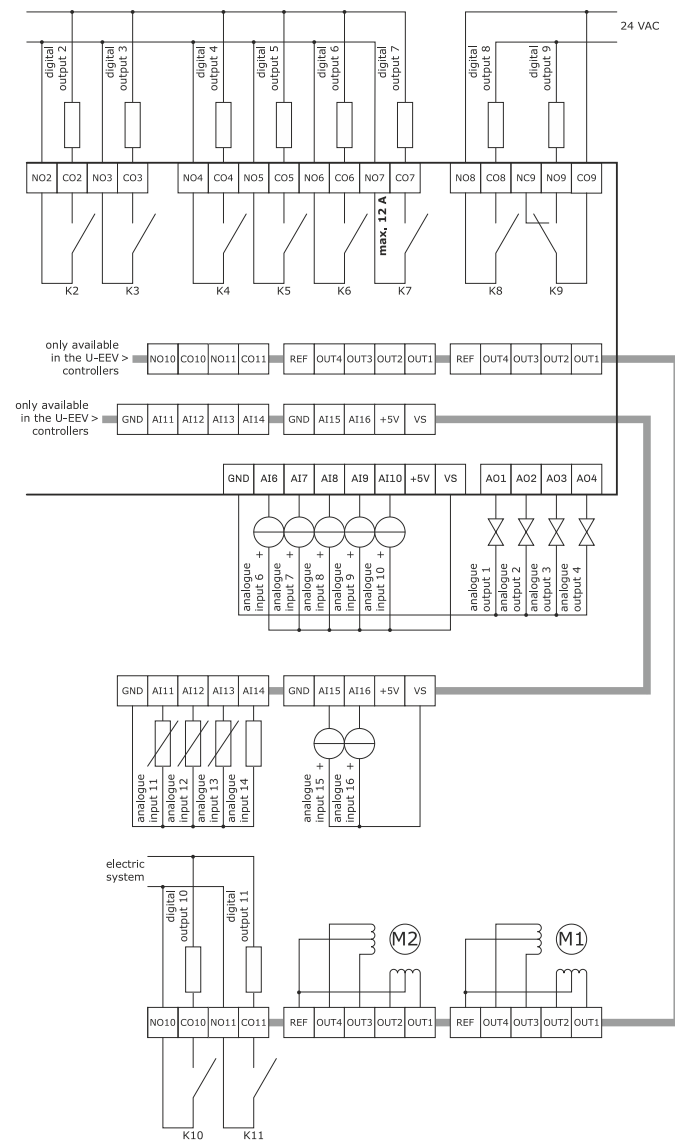 24 VAC
digital
output 2
digital
output 3
digital
output 4
digital
output 5
digital
output 6
digital
output 7
digital
output 8
digital
output 9
NO2 CO2 NO3 CO3 NO4 CO4 NO5 CO5 NO6 CO6 NO7 CO7 NO8 CO8 NC9 NO9 CO9
max. 12 A
K2 K3 K4 K5 K6 K7 K8 K9
only available
in the U-EEV >
controllers
NO10 CO10 NO11 CO11 REF OUT4 OUT3 OUT2 OUT1 REF OUT4 OUT3 OUT2 OUT1
only available
in the U-EEV >
controllers
GND AI11 AI12 AI13 AI14 GND AI15 AI16 +5V VS
GND AI6 AI7 AI8 AI9 AI10 +5V VS AO1 AO2 AO3 AO4
analogue
input 6 +
analogue
input 7 +
analogue
input 8 +
analogue
input 9 +
analogue
input 10 +
analogue
output 1
analogue
output 2
analogue
output 3
analogue
output 4
GND AI11 AI12 AI13 AI14 GND AI15 AI16 +5V VS
analogue
input 11
analogue
input 12
analogue
input 13
analogue
input 14
analogue
input 15 +
analogue
input 16 +
electric
system
digital
output 10
digital
output 11
M2 M1
NO10 CO10 NO11 CO11 REF OUT4 OUT3 OUT2 OUT1 REF OUT4 OUT3 OUT2 OUT1
K10 K11